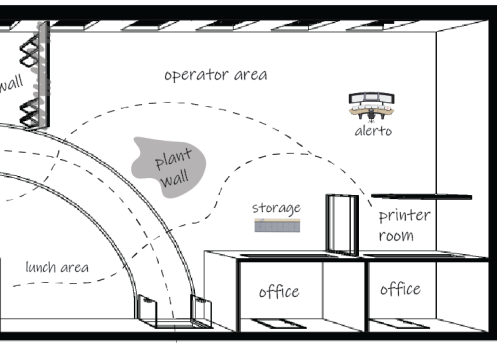 operator area
wall
alerto
plant
wall
storage
printer
room
lunch area
office
office